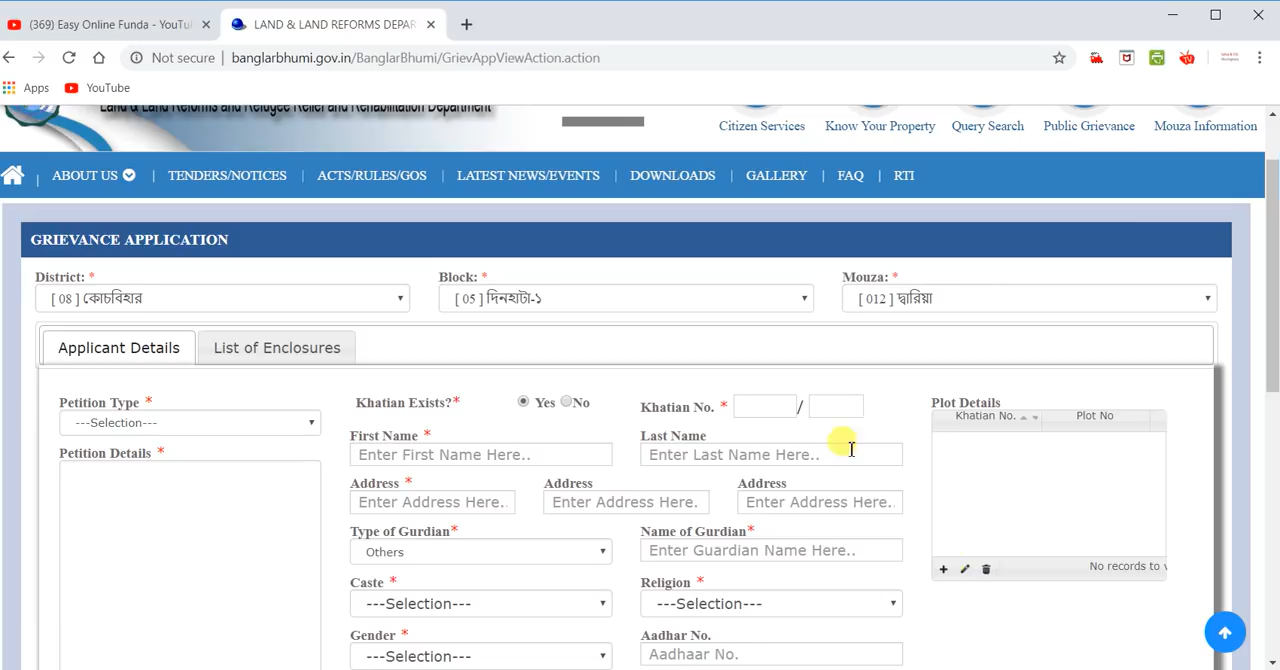 (369) Easy Online Funda - YouTu
LAND & LAND REFORMS DEPAR
Not secure | banglarbhumi.gov.in/BanglarBhumi/GrievAppViewAction.action
Apps YouTube
Land & Land Reforms and Refugee Relief and Rehabilitation Department
Citizen Services Know Your Property Query Search Public Grievance Mouza Information
ABOUT US | TENDERS/NOTICES | ACTS/RULES/GOS | LATEST NEWS/EVENTS | DOWNLOADS | GALLERY | FAQ | RTI
GRIEVANCE APPLICATION
District: * Block: * Mouza: *
[ 08 ] কোচবিহার [ 05 ] দিনহাটা-১ [ 012 ] দ্বারিয়া
Applicant Details List of Enclosures
Petition Type * Khatian Exists?* Yes No Khatian No. * / Plot Details
---Selection--- Khatian No. Plot No
First Name * Last Name
Petition Details * Enter First Name Here.. Enter Last Name Here..
Address * Address Address
Enter Address Here.. Enter Address Here. Enter Address Here.
Type of Gurdian* Name of Gurdian*
Others Enter Guardian Name Here..
No records to v
Caste * Religion *
---Selection--- ---Selection---
Gender * Aadhar No.
---Selection--- Aadhaar No.